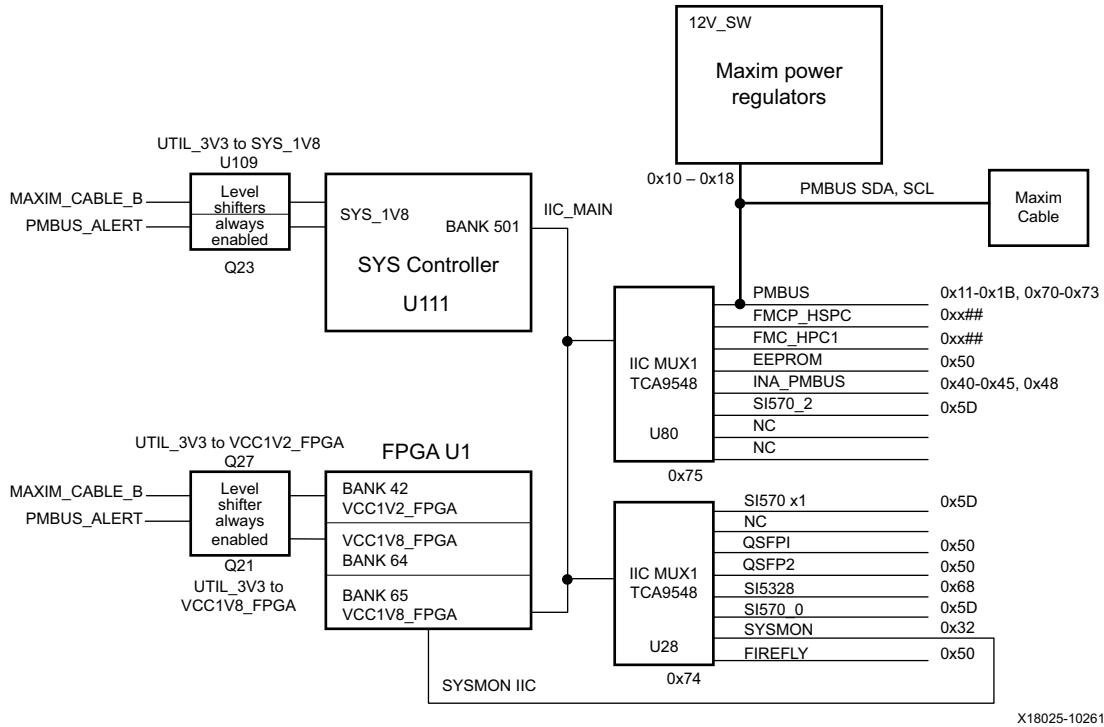 12V_SW
Maxim power
regulators
0x10 – 0x18
PMBUS SDA, SCL
Maxim
Cable
UTIL_3V3 to SYS_1V8
U109
MAXIM_CABLE_B
PMBUS_ALERT
Level
shifters
always
enabled
Q23
SYS_1V8
BANK 501
SYS Controller
U111
IIC_MAIN
IIC MUX1
TCA9548
U80
0x75
PMBUS
0x11-0x1B, 0x70-0x73
FMCP_HSPC
0xx##
FMC_HPC1
0xx##
EEPROM
0x50
INA_PMBUS
0x40-0x45, 0x48
SI570_2
0x5D
NC
NC
UTIL_3V3 to VCC1V2_FPGA
Q27
MAXIM_CABLE_B
PMBUS_ALERT
Level
shifter
always
enabled
Q21
UTIL_3V3 to
VCC1V8_FPGA
FPGA U1
BANK 42
VCC1V2_FPGA
VCC1V8_FPGA
BANK 64
BANK 65
VCC1V8_FPGA
SYSMON IIC
IIC MUX1
TCA9548
U28
0x74
SI570 x1
0x5D
NC
QSFPI
0x50
QSFP2
0x50
SI5328
0x68
SI570_0
0x5D
SYSMON
0x32
FIREFLY
0x50
X18025-10261